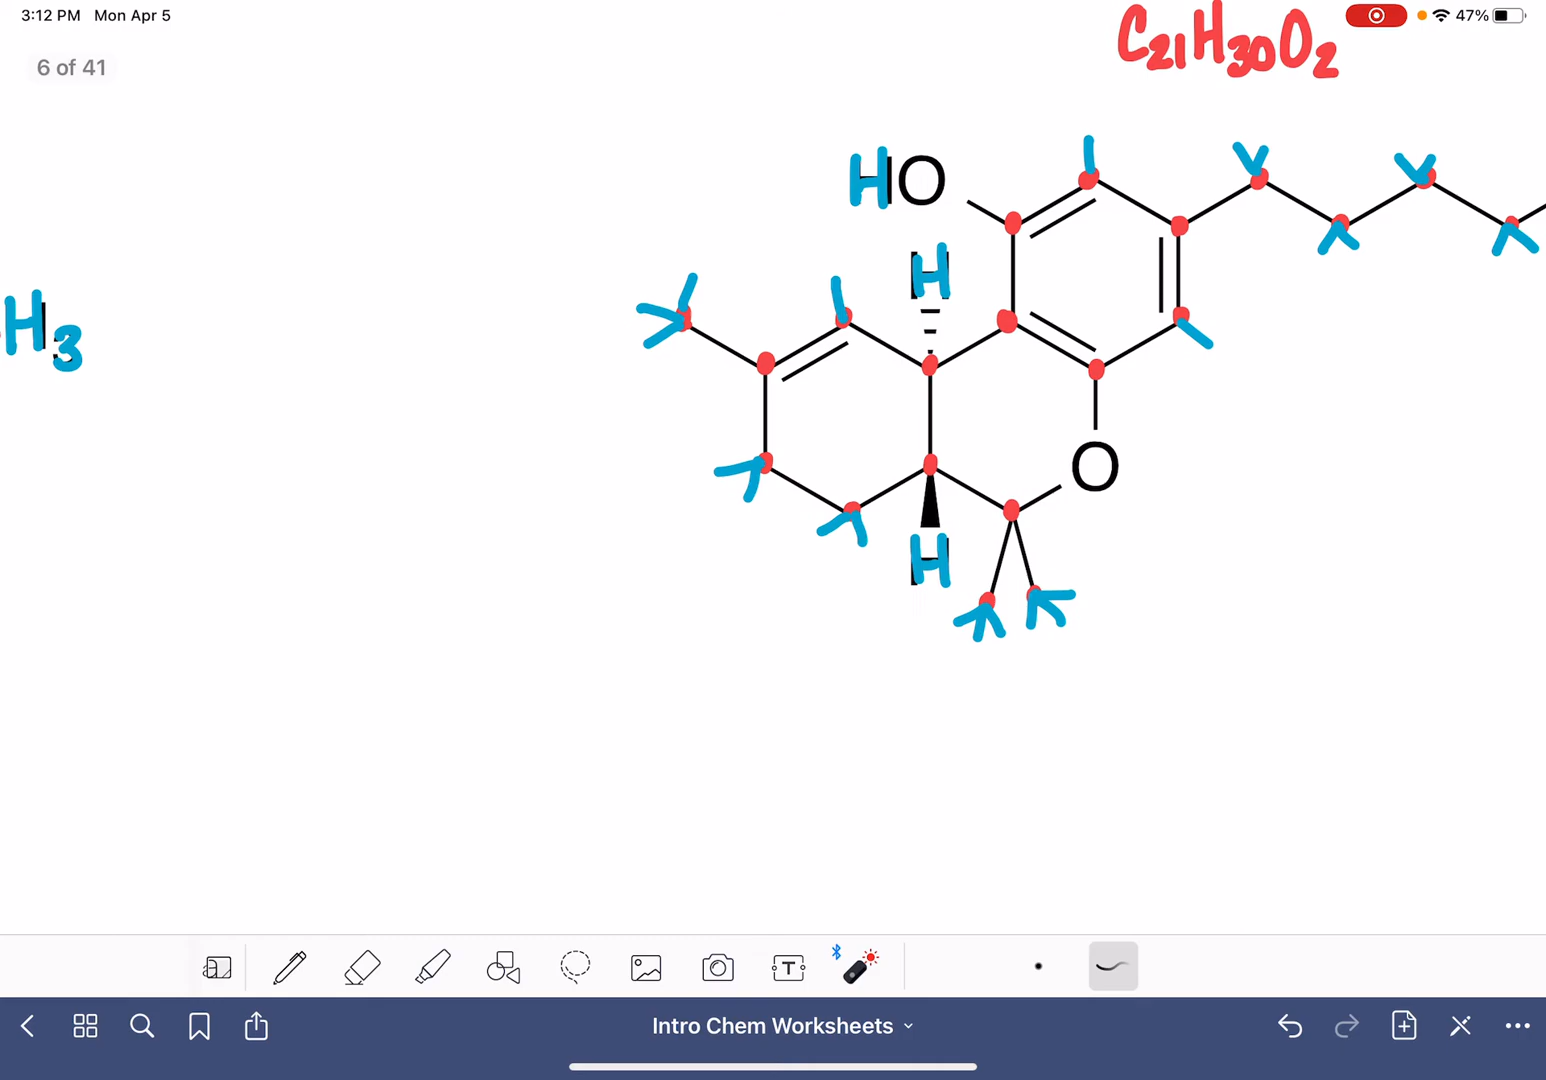 3:12 PM Mon Apr 5
47%
6 of 41
C21H30O2
HO
H
H3
O
H
T
Intro Chem Worksheets